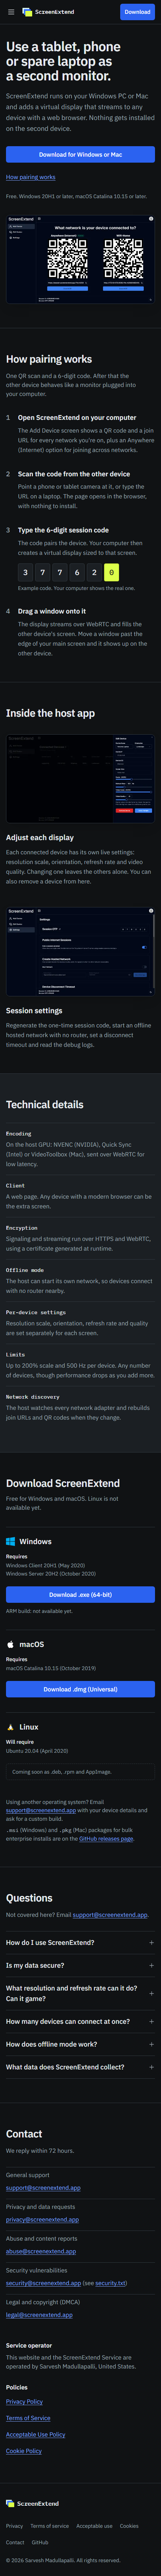 ScreenExtend
Download
Use a tablet, phone
or spare laptop as
a second monitor.
ScreenExtend runs on your Windows PC or Mac
and adds a virtual display that streams to any
device with a web browser. Nothing gets installed
on the second device.
Download for Windows or Mac
How pairing works
Free. Windows 20H1 or later, macOS Catalina 10.15 or later.
ScreenExtend
What network is your device connected to?
How pairing works
One QR scan and a 6-digit code. After that the
other device behaves like a monitor plugged into
your computer.
1 Open ScreenExtend on your computer
The Add Device screen shows a QR code and a join
URL for every network you're on, plus an Anywhere
(Internet) option for joining across networks.
2 Scan the code from the other device
Point a phone or tablet camera at it, or type the
URL on a laptop. The page opens in the browser,
with nothing to install.
3 Type the 6-digit session code
The code pairs the device. Your computer then
creates a virtual display sized to that screen.
3 7 7 6 2 0
Example code. Your computer shows the real one.
4 Drag a window onto it
The display streams over WebRTC and fills the
other device's screen. Move a window past the
edge of your main screen and it shows up on the
other device.
Inside the host app
Adjust each display
Each connected device has its own live settings:
resolution scale, orientation, refresh rate and video
quality. Changing one leaves the others alone. You can
also remove a device from here.
ScreenExtend
Settings
Session settings
Regenerate the one-time session code, start an offline
hosted network with no router, set a disconnect
timeout and read the debug logs.
Technical details
Encoding
On the host GPU: NVENC (NVIDIA), Quick Sync
(Intel) or VideoToolbox (Mac), sent over WebRTC for
low latency.
Client
A web page. Any device with a modern browser can be
the extra screen.
Encryption
Signaling and streaming run over HTTPS and WebRTC,
using a certificate generated at runtime.
Offline mode
The host can start its own network, so devices connect
with no router nearby.
Per-device settings
Resolution scale, orientation, refresh rate and quality
are set separately for each screen.
Limits
Up to 200% scale and 500 Hz per device. Any number
of devices, though performance drops as you add more.
Network discovery
The host watches every network adapter and rebuilds
join URLs and QR codes when they change.
Download ScreenExtend
Free for Windows and macOS. Linux is not
available yet.
Windows
Requires
Windows Client 20H1 (May 2020)
Windows Server 20H2 (October 2020)
Download .exe (64-bit)
ARM build: not available yet.
macOS
Requires
macOS Catalina 10.15 (October 2019)
Download .dmg (Universal)
Linux
Will require
Ubuntu 20.04 (April 2020)
Coming soon as .deb, .rpm and AppImage.
Using another operating system? Email
support@screenextend.app with your device details and
ask for a custom build.
.msi (Windows) and .pkg (Mac) packages for bulk
enterprise installs are on the GitHub releases page.
Questions
Not covered here? Email support@screenextend.app.
How do I use ScreenExtend?
Is my data secure?
What resolution and refresh rate can it do?
Can it game?
How many devices can connect at once?
How does offline mode work?
What data does ScreenExtend collect?
Contact
We reply within 72 hours.
General support
support@screenextend.app
Privacy and data requests
privacy@screenextend.app
Abuse and content reports
abuse@screenextend.app
Security vulnerabilities
security@screenextend.app (see security.txt)
Legal and copyright (DMCA)
legal@screenextend.app
Service operator
This website and the ScreenExtend Service are
operated by Sarvesh Madullapalli, United States.
Policies
Privacy Policy
Terms of Service
Acceptable Use Policy
Cookie Policy
ScreenExtend
Privacy Terms of service Acceptable use Cookies
Contact GitHub
© 2026 Sarvesh Madullapalli. All rights reserved.